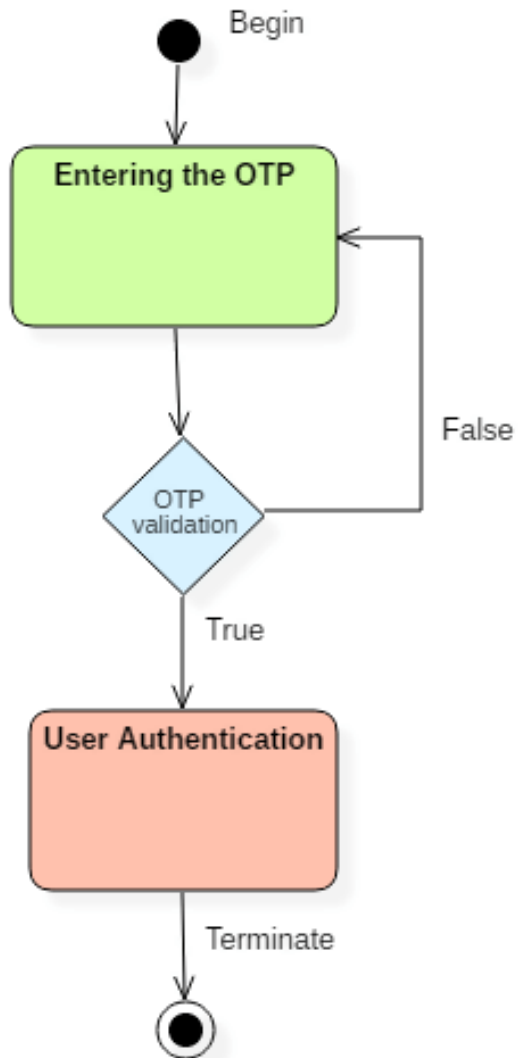 Begin
Entering the OTP
False
OTP
validation
True
User Authentication
Terminate